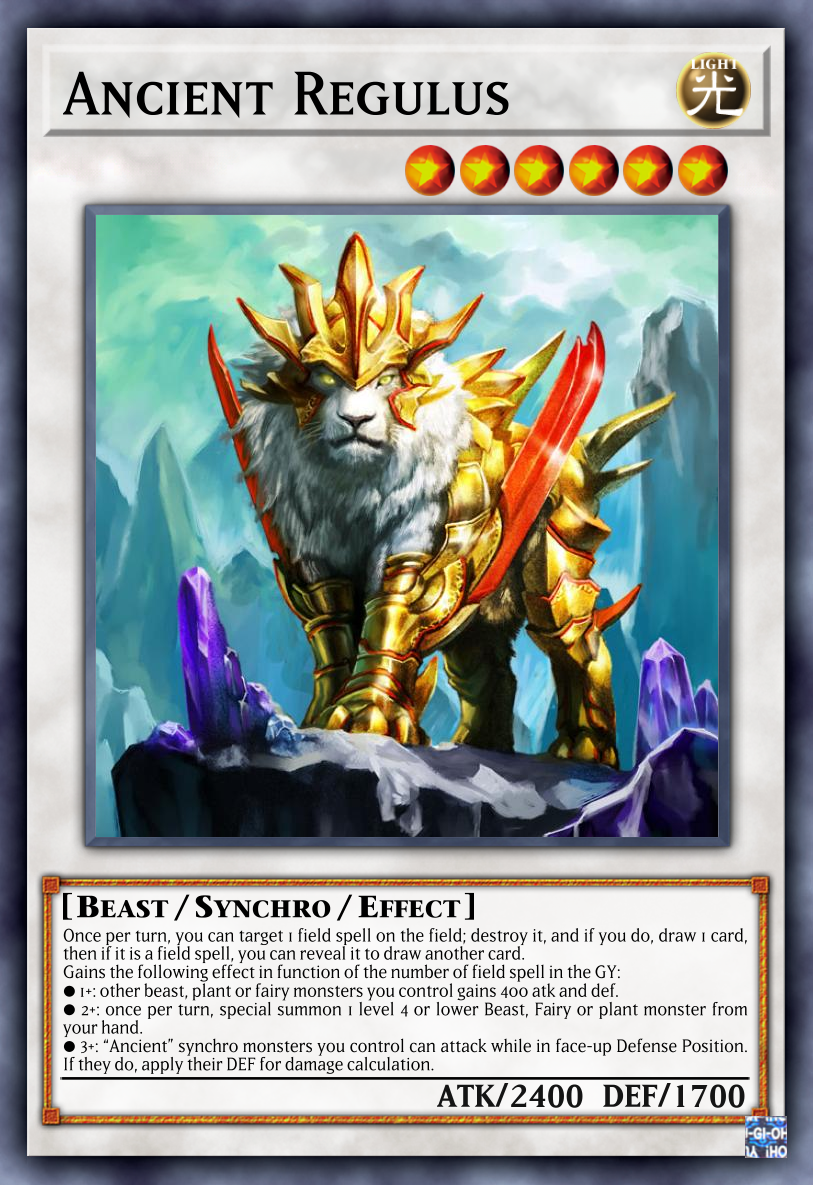 Ancient Regulus
LIGHT
光
[Beast / Synchro / Effect]
Once per turn, you can target 1 field spell on the field; destroy it, and if you do, draw 1 card,
then if it is a field spell, you can reveal it to draw another card.
Gains the following effect in function of the number of field spell in the GY:
● 1+: other beast, plant or fairy monsters you control gains 400 atk and def.
● 2+: once per turn, special summon 1 level 4 or lower Beast, Fairy or plant monster from
your hand.
● 3+: “Ancient” synchro monsters you control can attack while in face-up Defense Position.
If they do, apply their DEF for damage calculation.
ATK/2400 DEF/1700
I-GI-OH